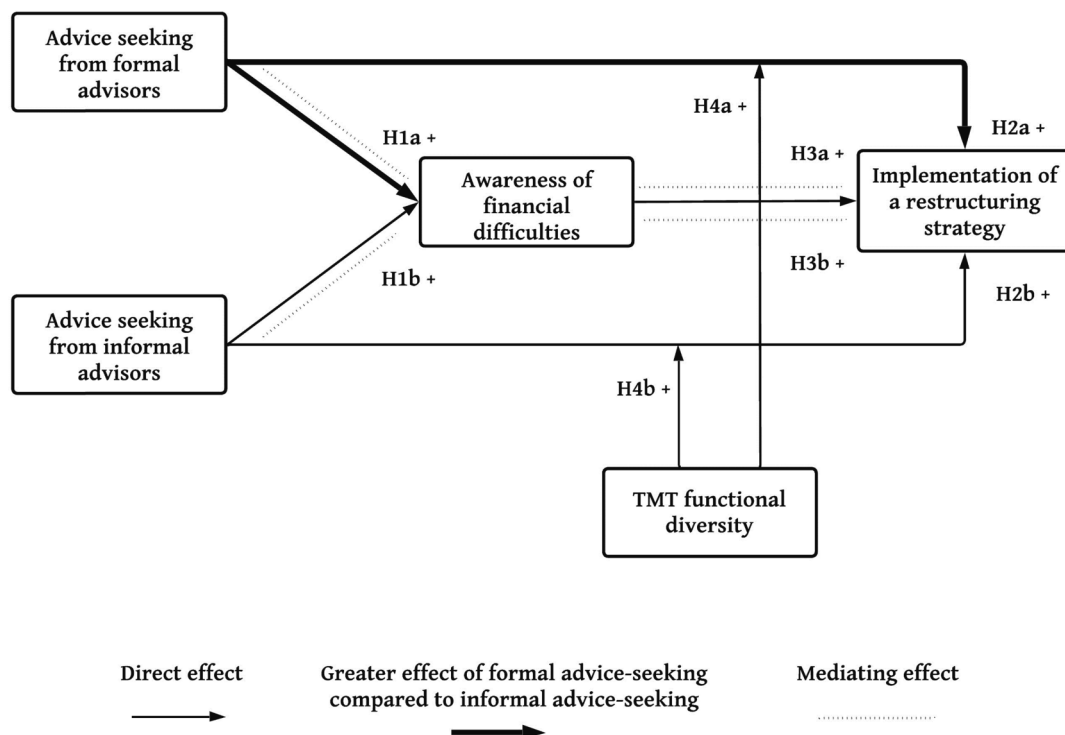 Advice seeking
from formal
advisors
H1a +
H4a +
H2a +
H3a +
Awareness of
financial
difficulties
Implementation of
a restructuring
strategy
H1b +
H3b +
H2b +
Advice seeking
from informal
advisors
H4b +
TMT functional
diversity
Direct effect
Greater effect of formal advice-seeking
compared to informal advice-seeking
Mediating effect